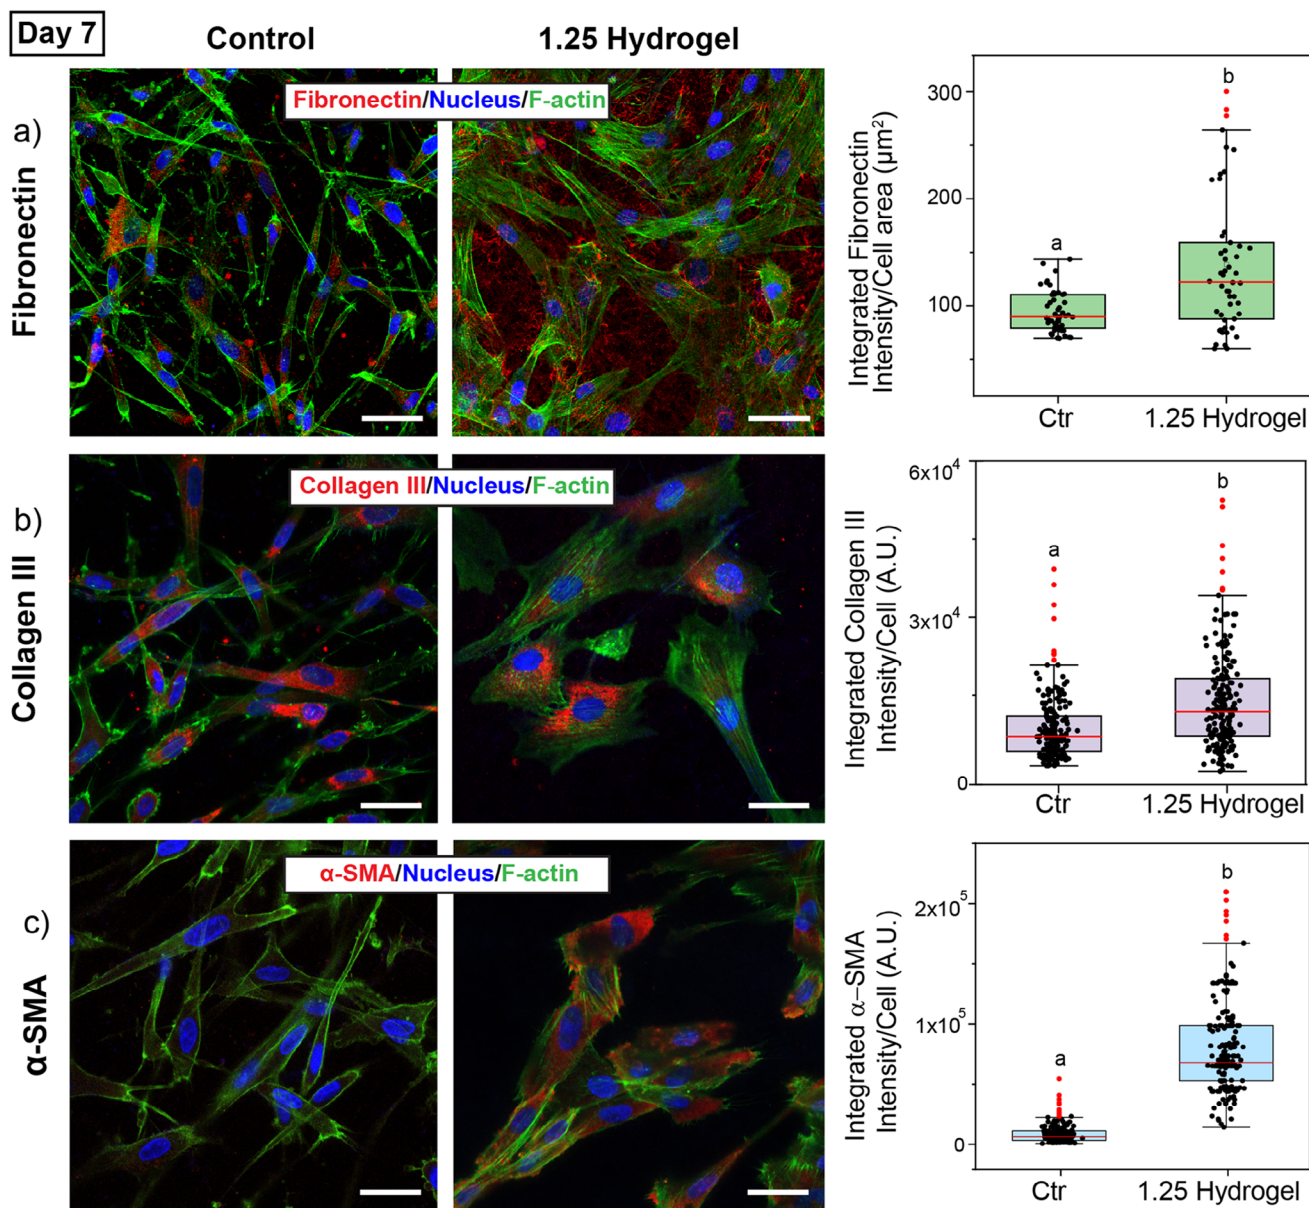 Day 7
Control
1.25 Hydrogel
a)
Fibronectin
Fibronectin/Nucleus/F-actin
Integrated Fibronectin
Intensity/Cell area (µm²)
300
200
100
a
b
Ctr
1.25 Hydrogel
b)
Collagen III
Collagen III/Nucleus/F-actin
Integrated Collagen III
Intensity/Cell (A.U.)
6x10⁴
3x10⁴
0
a
b
Ctr
1.25 Hydrogel
c)
α-SMA
α-SMA/Nucleus/F-actin
Integrated α–SMA
Intensity/Cell (A.U.)
2x10⁵
1x10⁵
0
a
b
Ctr
1.25 Hydrogel